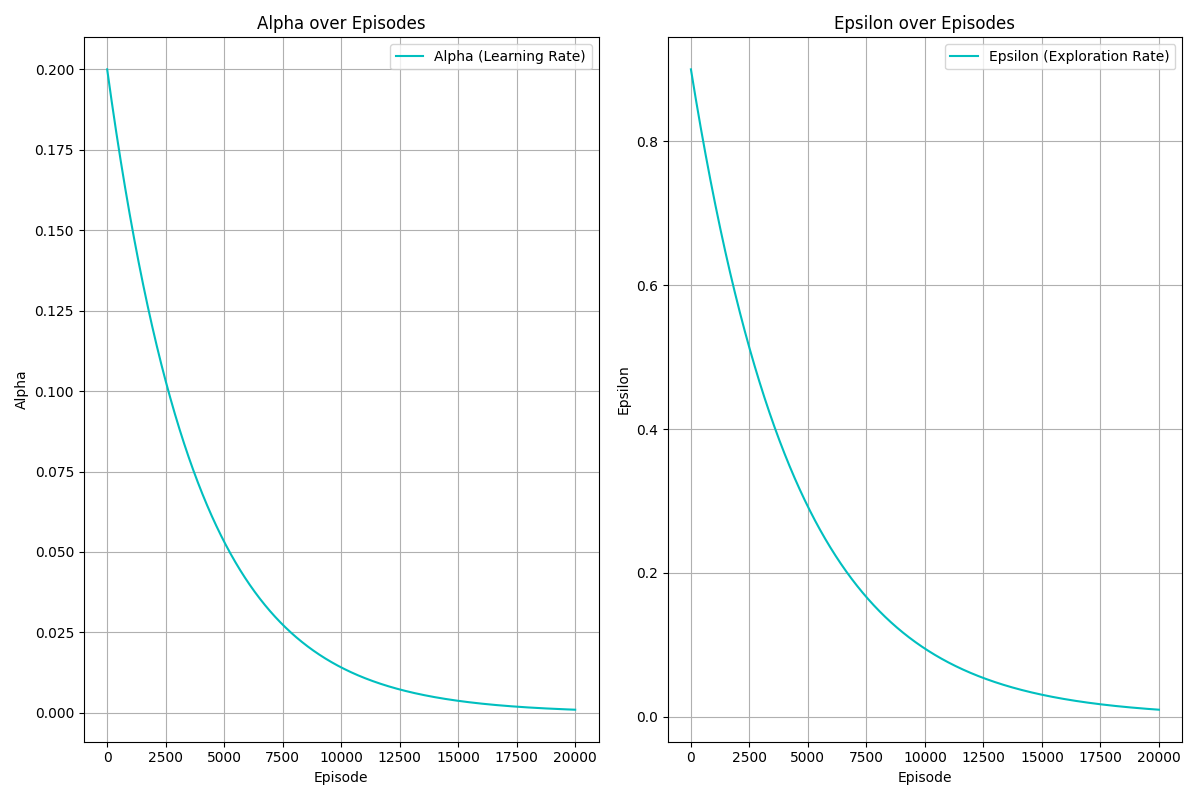 Alpha over Episodes
Alpha (Learning Rate)
0.200
0.175
0.150
0.125
0.100
0.075
0.050
0.025
0.000
Alpha
0 2500 5000 7500 10000 12500 15000 17500 20000
Episode
Epsilon over Episodes
Epsilon (Exploration Rate)
0.8
0.6
0.4
0.2
0.0
Epsilon
0 2500 5000 7500 10000 12500 15000 17500 20000
Episode